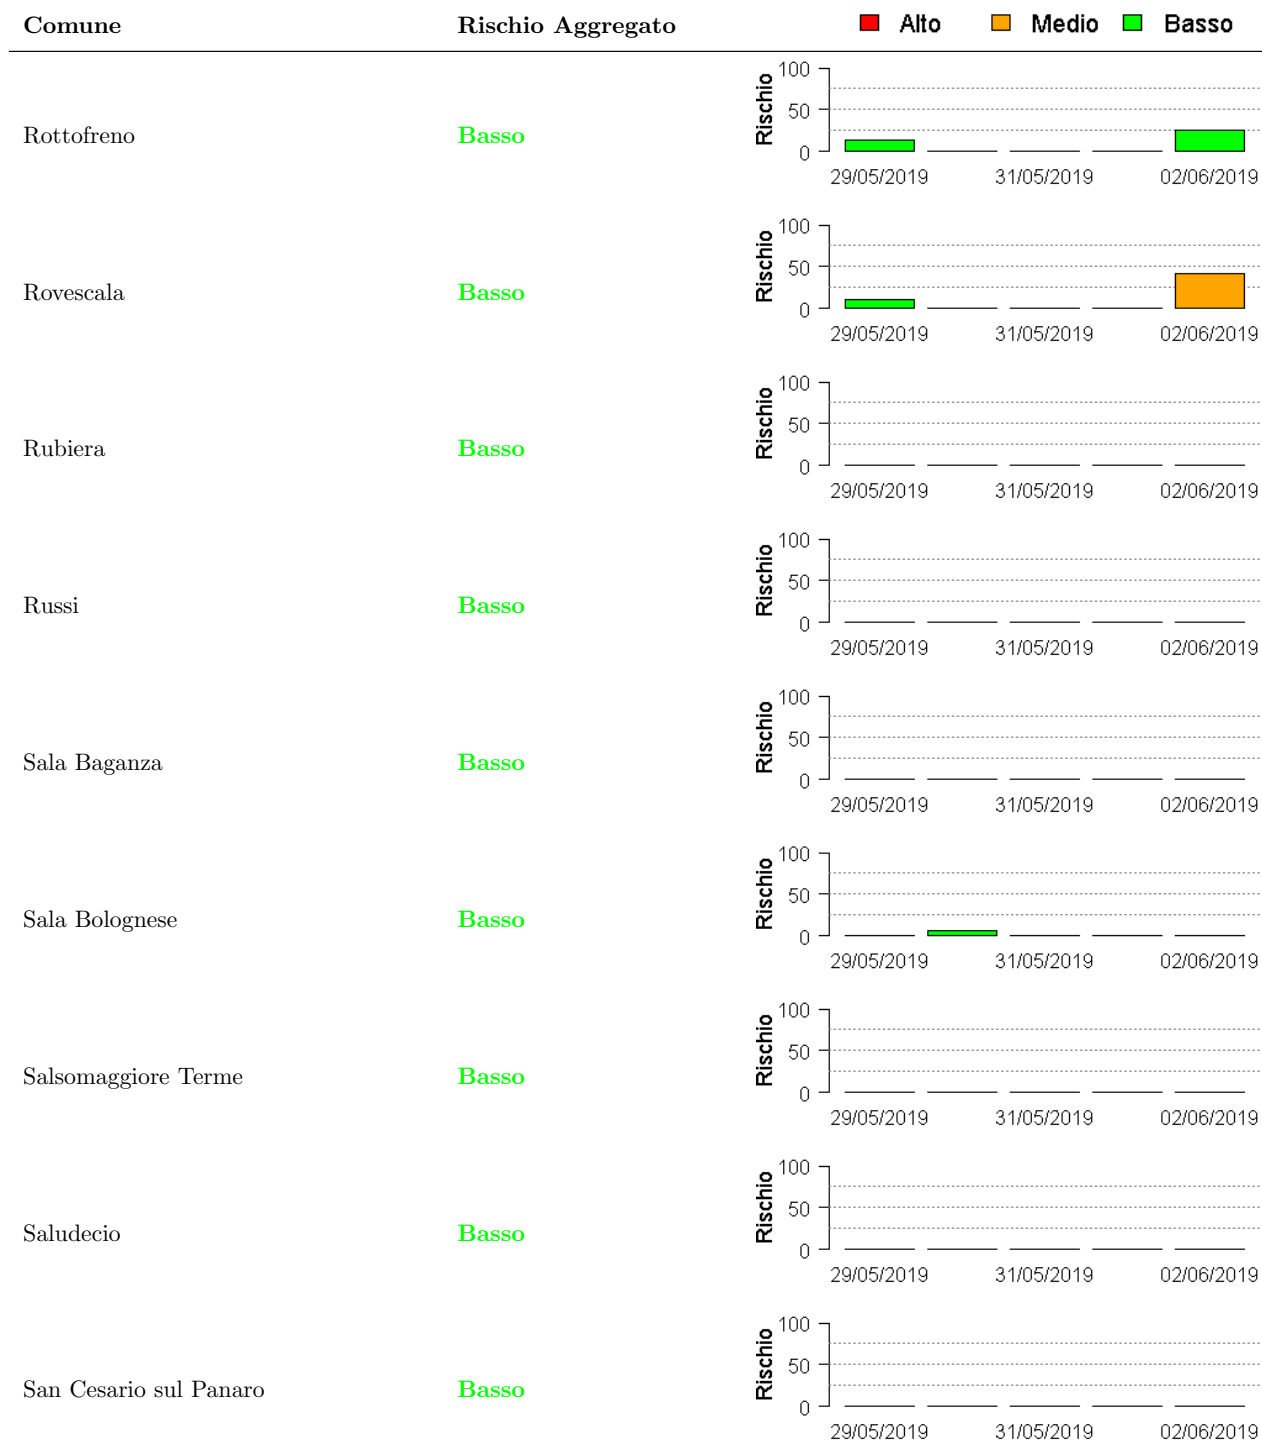 Comune Rischio Aggregato Alto Medio Basso
Rottofreno Basso Rischio 100 50 0
29/05/2019 31/05/2019 02/06/2019
Rovescala Basso Rischio 100 50 0
29/05/2019 31/05/2019 02/06/2019
Rubiera Basso Rischio 100 50 0
29/05/2019 31/05/2019 02/06/2019
Russi Basso Rischio 100 50 0
29/05/2019 31/05/2019 02/06/2019
Sala Baganza Basso Rischio 100 50 0
29/05/2019 31/05/2019 02/06/2019
Sala Bolognese Basso Rischio 100 50 0
29/05/2019 31/05/2019 02/06/2019
Salsomaggiore Terme Basso Rischio 100 50 0
29/05/2019 31/05/2019 02/06/2019
Saludecio Basso Rischio 100 50 0
29/05/2019 31/05/2019 02/06/2019
San Cesario sul Panaro Basso Rischio 100 50 0
29/05/2019 31/05/2019 02/06/2019